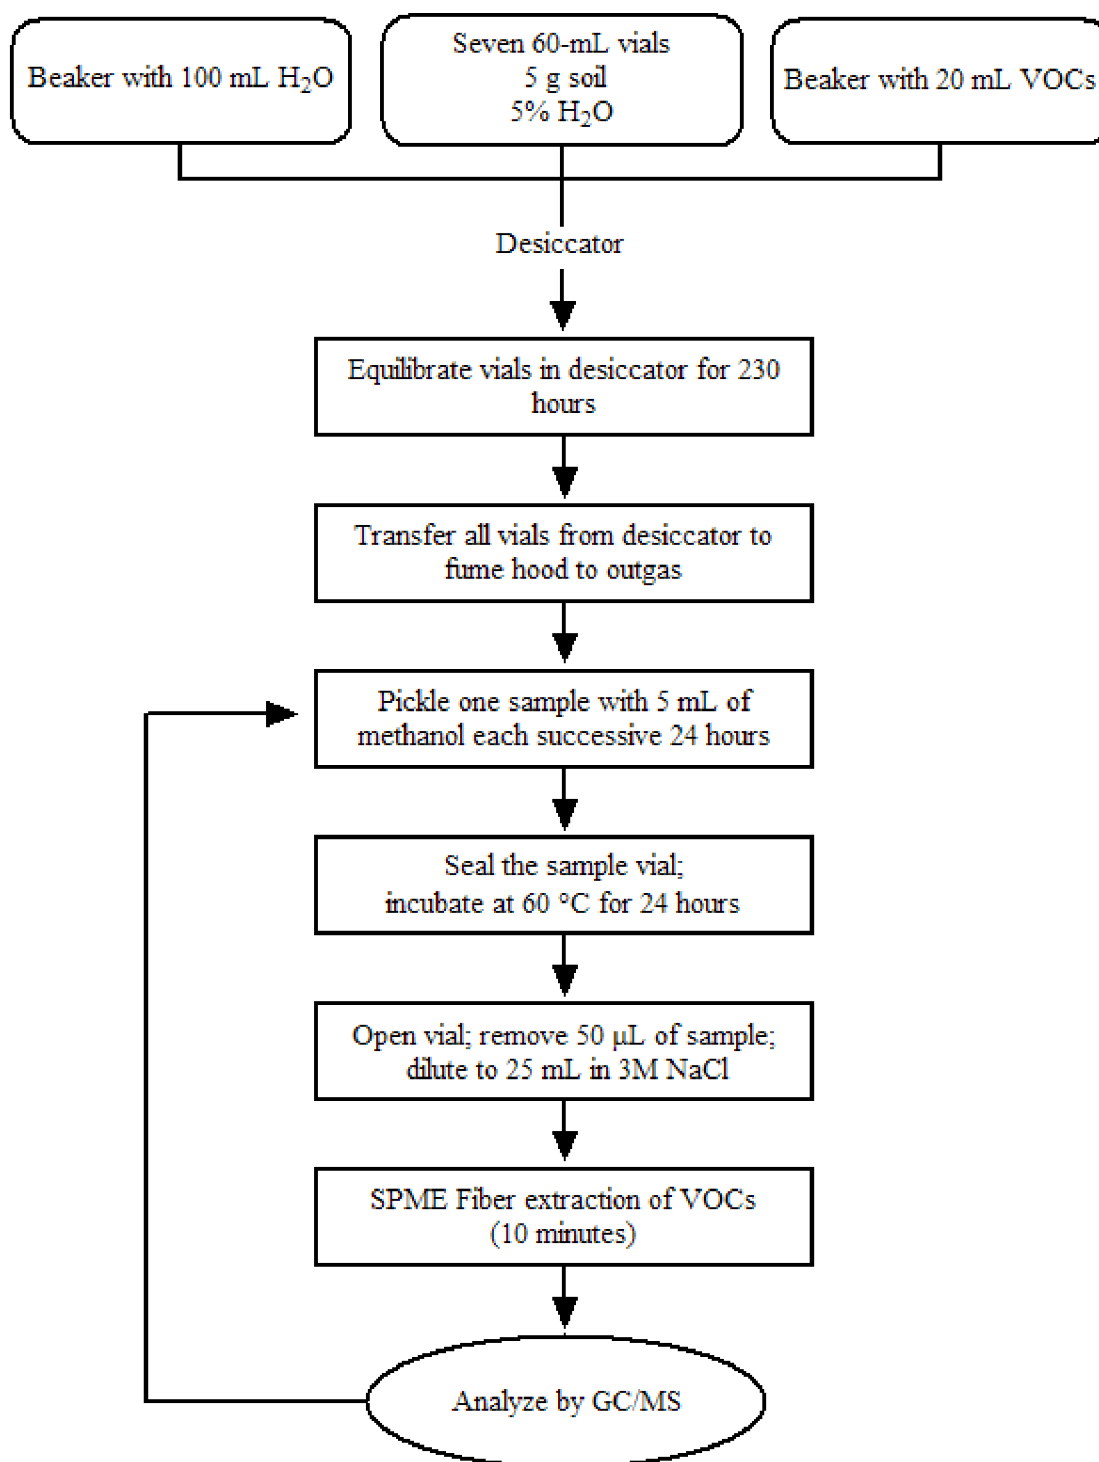 Beaker with 100 mL H₂O
Seven 60-mL vials
5 g soil
5% H₂O
Beaker with 20 mL VOCs
Desiccator
Equilibrate vials in desiccator for 230
hours
Transfer all vials from desiccator to
fume hood to outgas
Pickle one sample with 5 mL of
methanol each successive 24 hours
Seal the sample vial;
incubate at 60 °C for 24 hours
Open vial; remove 50 μL of sample;
dilute to 25 mL in 3M NaCl
SPME Fiber extraction of VOCs
(10 minutes)
Analyze by GC/MS